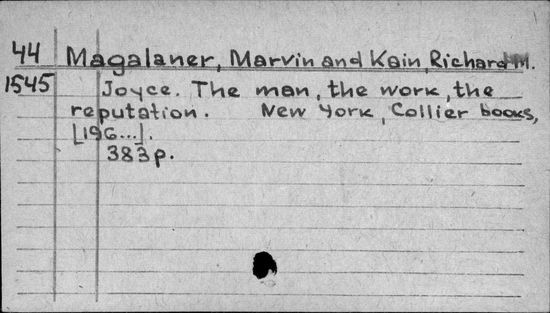 44 Magalaner, Marvin and Kain, Richard M.
1545 Joyce. The man, the work, the
reputation. New York, Collier books,
[196...].
383 p.